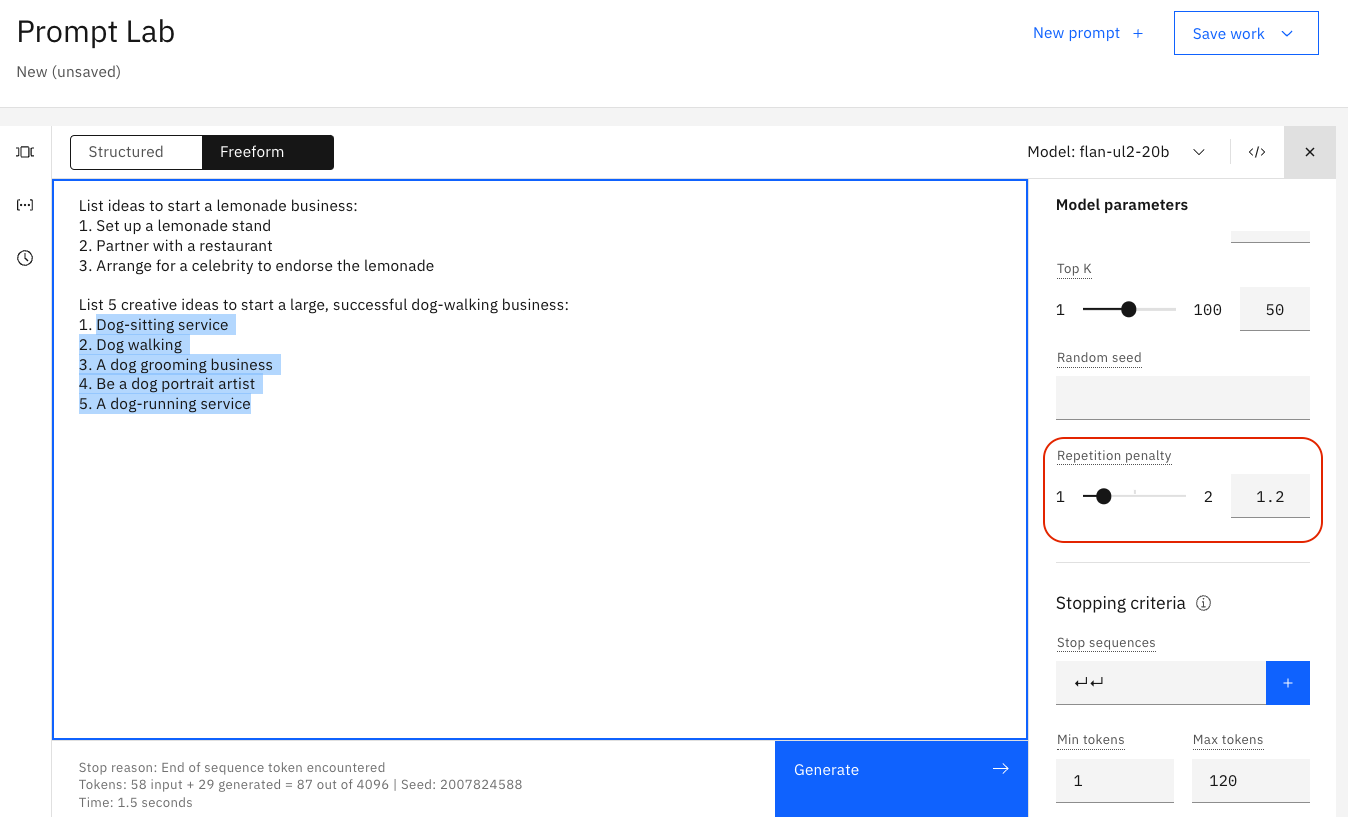 Prompt Lab
New prompt +
Save work
New (unsaved)
Structured
Freeform
Model: flan-ul2-20b
</>
List ideas to start a lemonade business:
1. Set up a lemonade stand
2. Partner with a restaurant
3. Arrange for a celebrity to endorse the lemonade
List 5 creative ideas to start a large, successful dog-walking business:
1. Dog-sitting service
2. Dog walking
3. A dog grooming business
4. Be a dog portrait artist
5. A dog-running service
Stop reason: End of sequence token encountered
Tokens: 58 input + 29 generated = 87 out of 4096 | Seed: 2007824588
Time: 1.5 seconds
Generate
Model parameters
Top K
1 100 50
Random seed
Repetition penalty
1 2 1.2
Stopping criteria
Stop sequences
↵↵
+
Min tokens
1
Max tokens
120